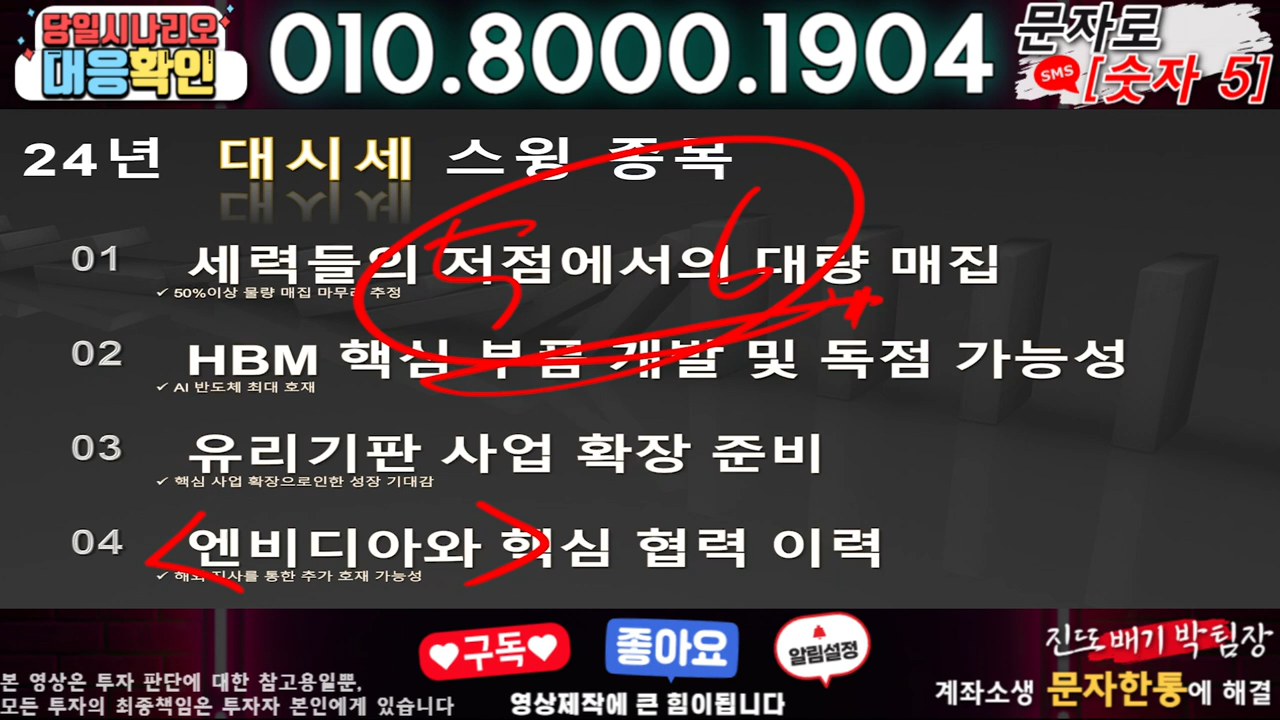 당일시나리오
대응확인
010.8000.1904
문자로
SMS
[숫자 5]
24년 대시세 스윙 종목
01 세력들의 저점에서의 대량 매집
✓ 50%이상 물량 매집 마무리 추정
5 6
02 HBM 핵심 부품 개발 및 독점 가능성
✓ AI 반도체 최대 호재
03 유리기판 사업 확장 준비
✓ 핵심 사업 확장으로인한 성장 기대감
04 엔비디아와 핵심 협력 이력
✓ 해외 지사를 통한 추가 호재 가능성
구독
좋아요
알림설정
영상제작에 큰 힘이됩니다
본 영상은 투자 판단에 대한 참고용일뿐,
모든 투자의 최종책임은 투자자 본인에게 있습니다
진또배기 박팀장
계좌소생 문자한통에 해결